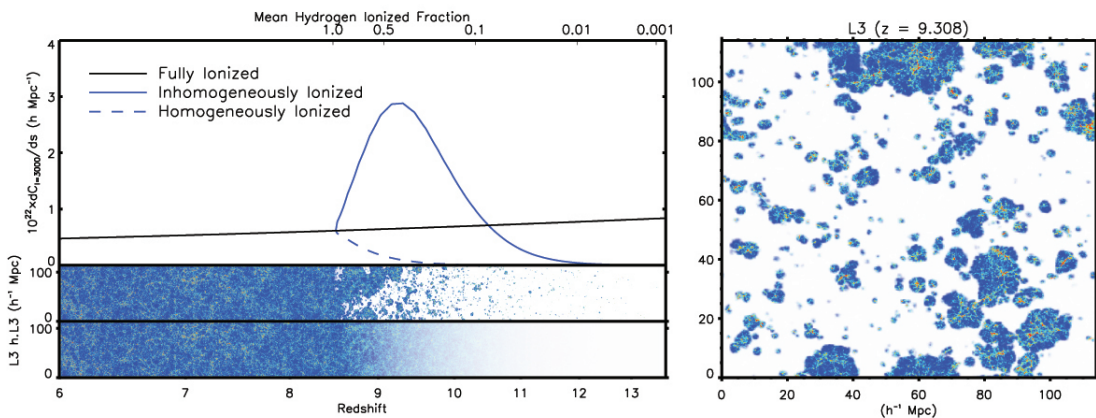 Mean Hydrogen Ionized Fraction
1.0 0.5 0.1 0.01 0.001
4
3
2
1
0
10²²×dC_l=3000/ds (h Mpc⁻¹)
Fully Ionized
Inhomogeneously Ionized
Homogeneously Ionized
L3 h.L3 (h⁻¹ Mpc)
100
0
100
0
6 7 8 9 10 11 12 13
Redshift
L3 (z = 9.308)
100
80
60
40
20
0
0 20 40 60 80 100
(h⁻¹ Mpc)